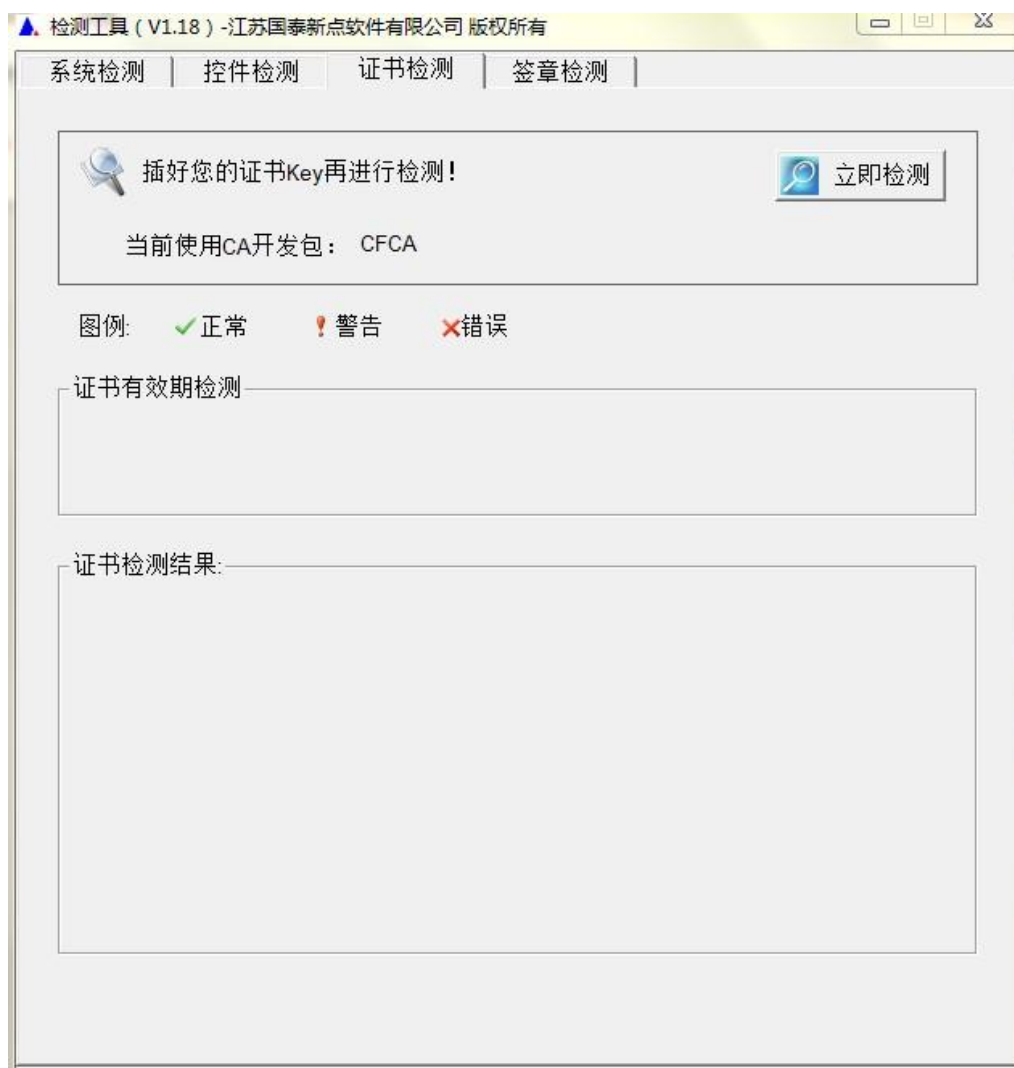 检测工具（V1.18）-江苏国泰新点软件有限公司 版权所有
系统检测 控件检测 证书检测 签章检测
插好您的证书Key再进行检测！ 立即检测
当前使用CA开发包： CFCA
图例: 正常 警告 错误
证书有效期检测
证书检测结果: